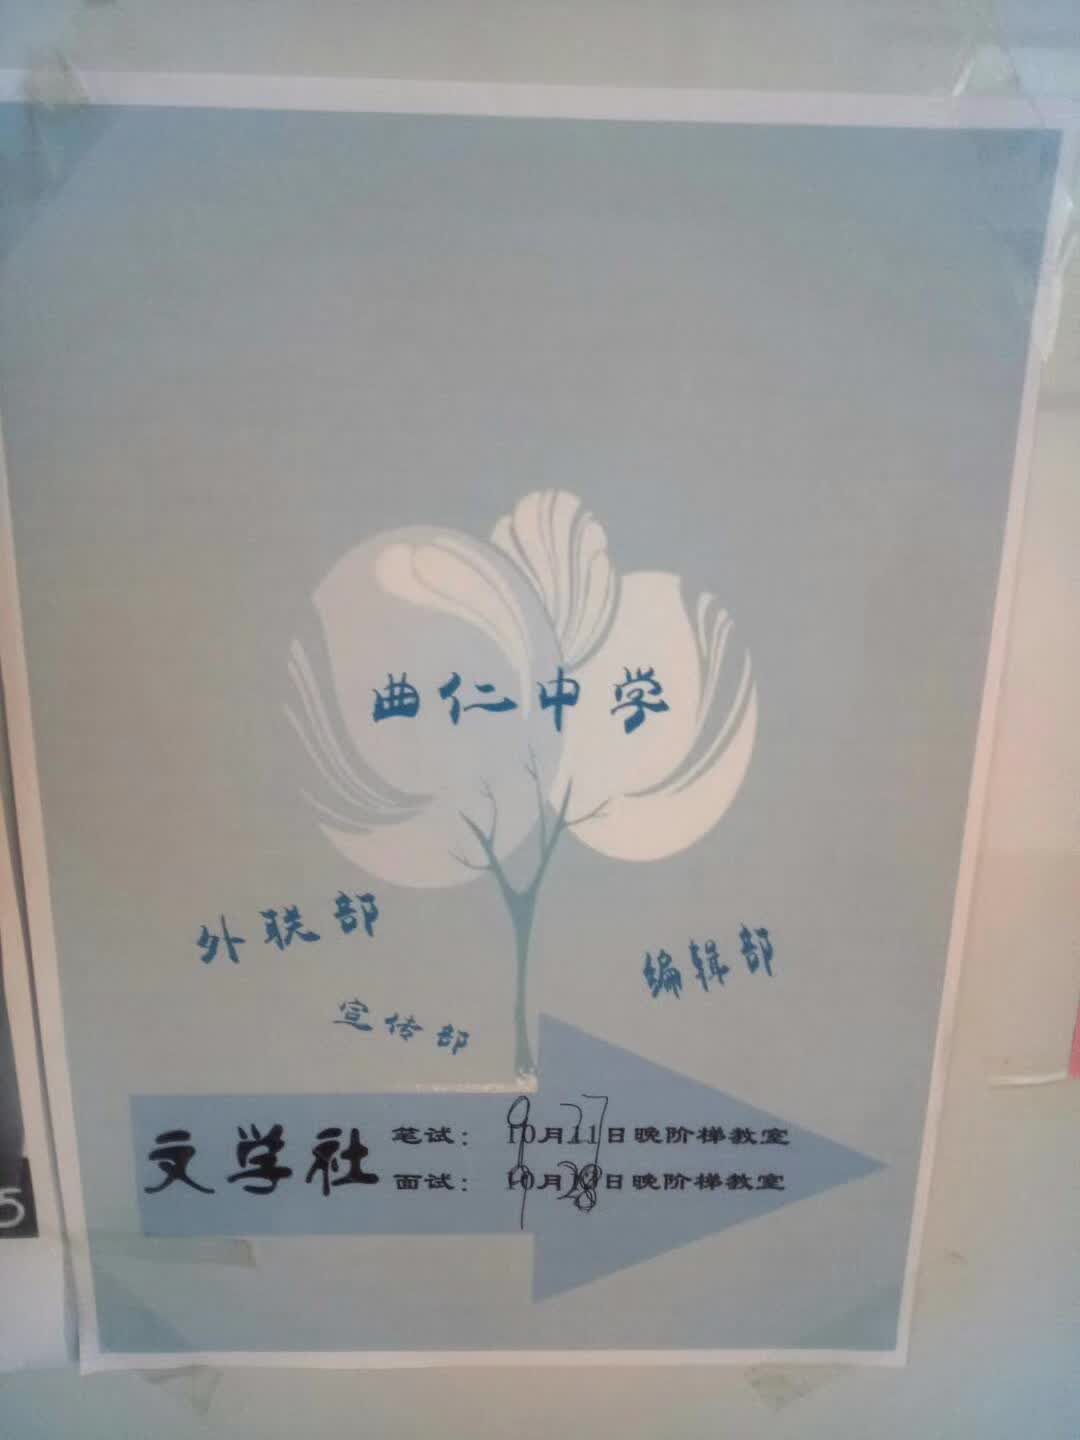 曲仁中学
外联部
编辑部
宣传部
文学社
笔试： 10月11日晚阶梯教室
9 27
面试： 10月日晚阶梯教室
9 28
5